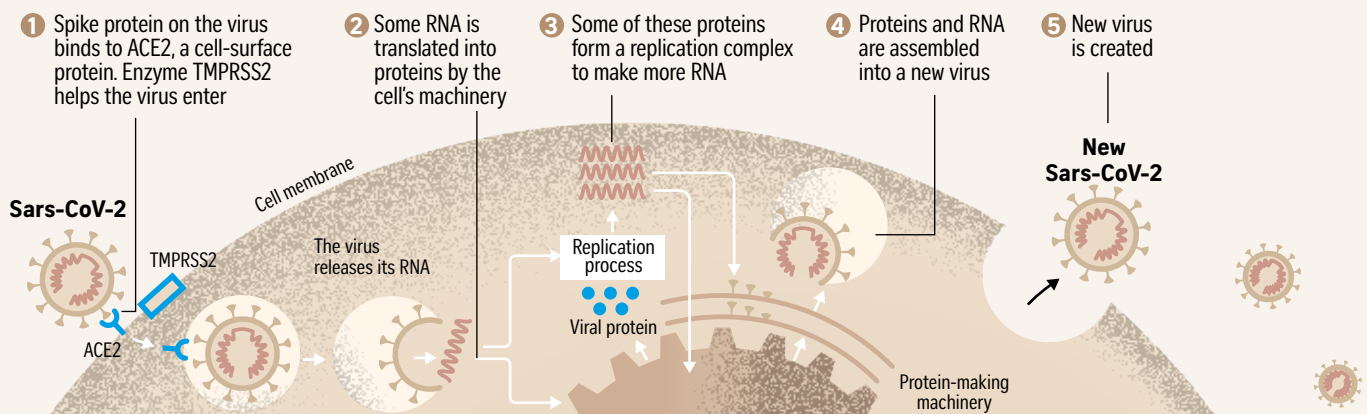 1 Spike protein on the virus
binds to ACE2, a cell-surface
protein. Enzyme TMPRSS2
helps the virus enter
2 Some RNA is
translated into
proteins by the
cell's machinery
3 Some of these proteins
form a replication complex
to make more RNA
4 Proteins and RNA
are assembled
into a new virus
5 New virus
is created
Sars-CoV-2
Cell membrane
TMPRSS2
ACE2
The virus
releases its RNA
Replication
process
Viral protein
Protein-making
machinery
New
Sars-CoV-2